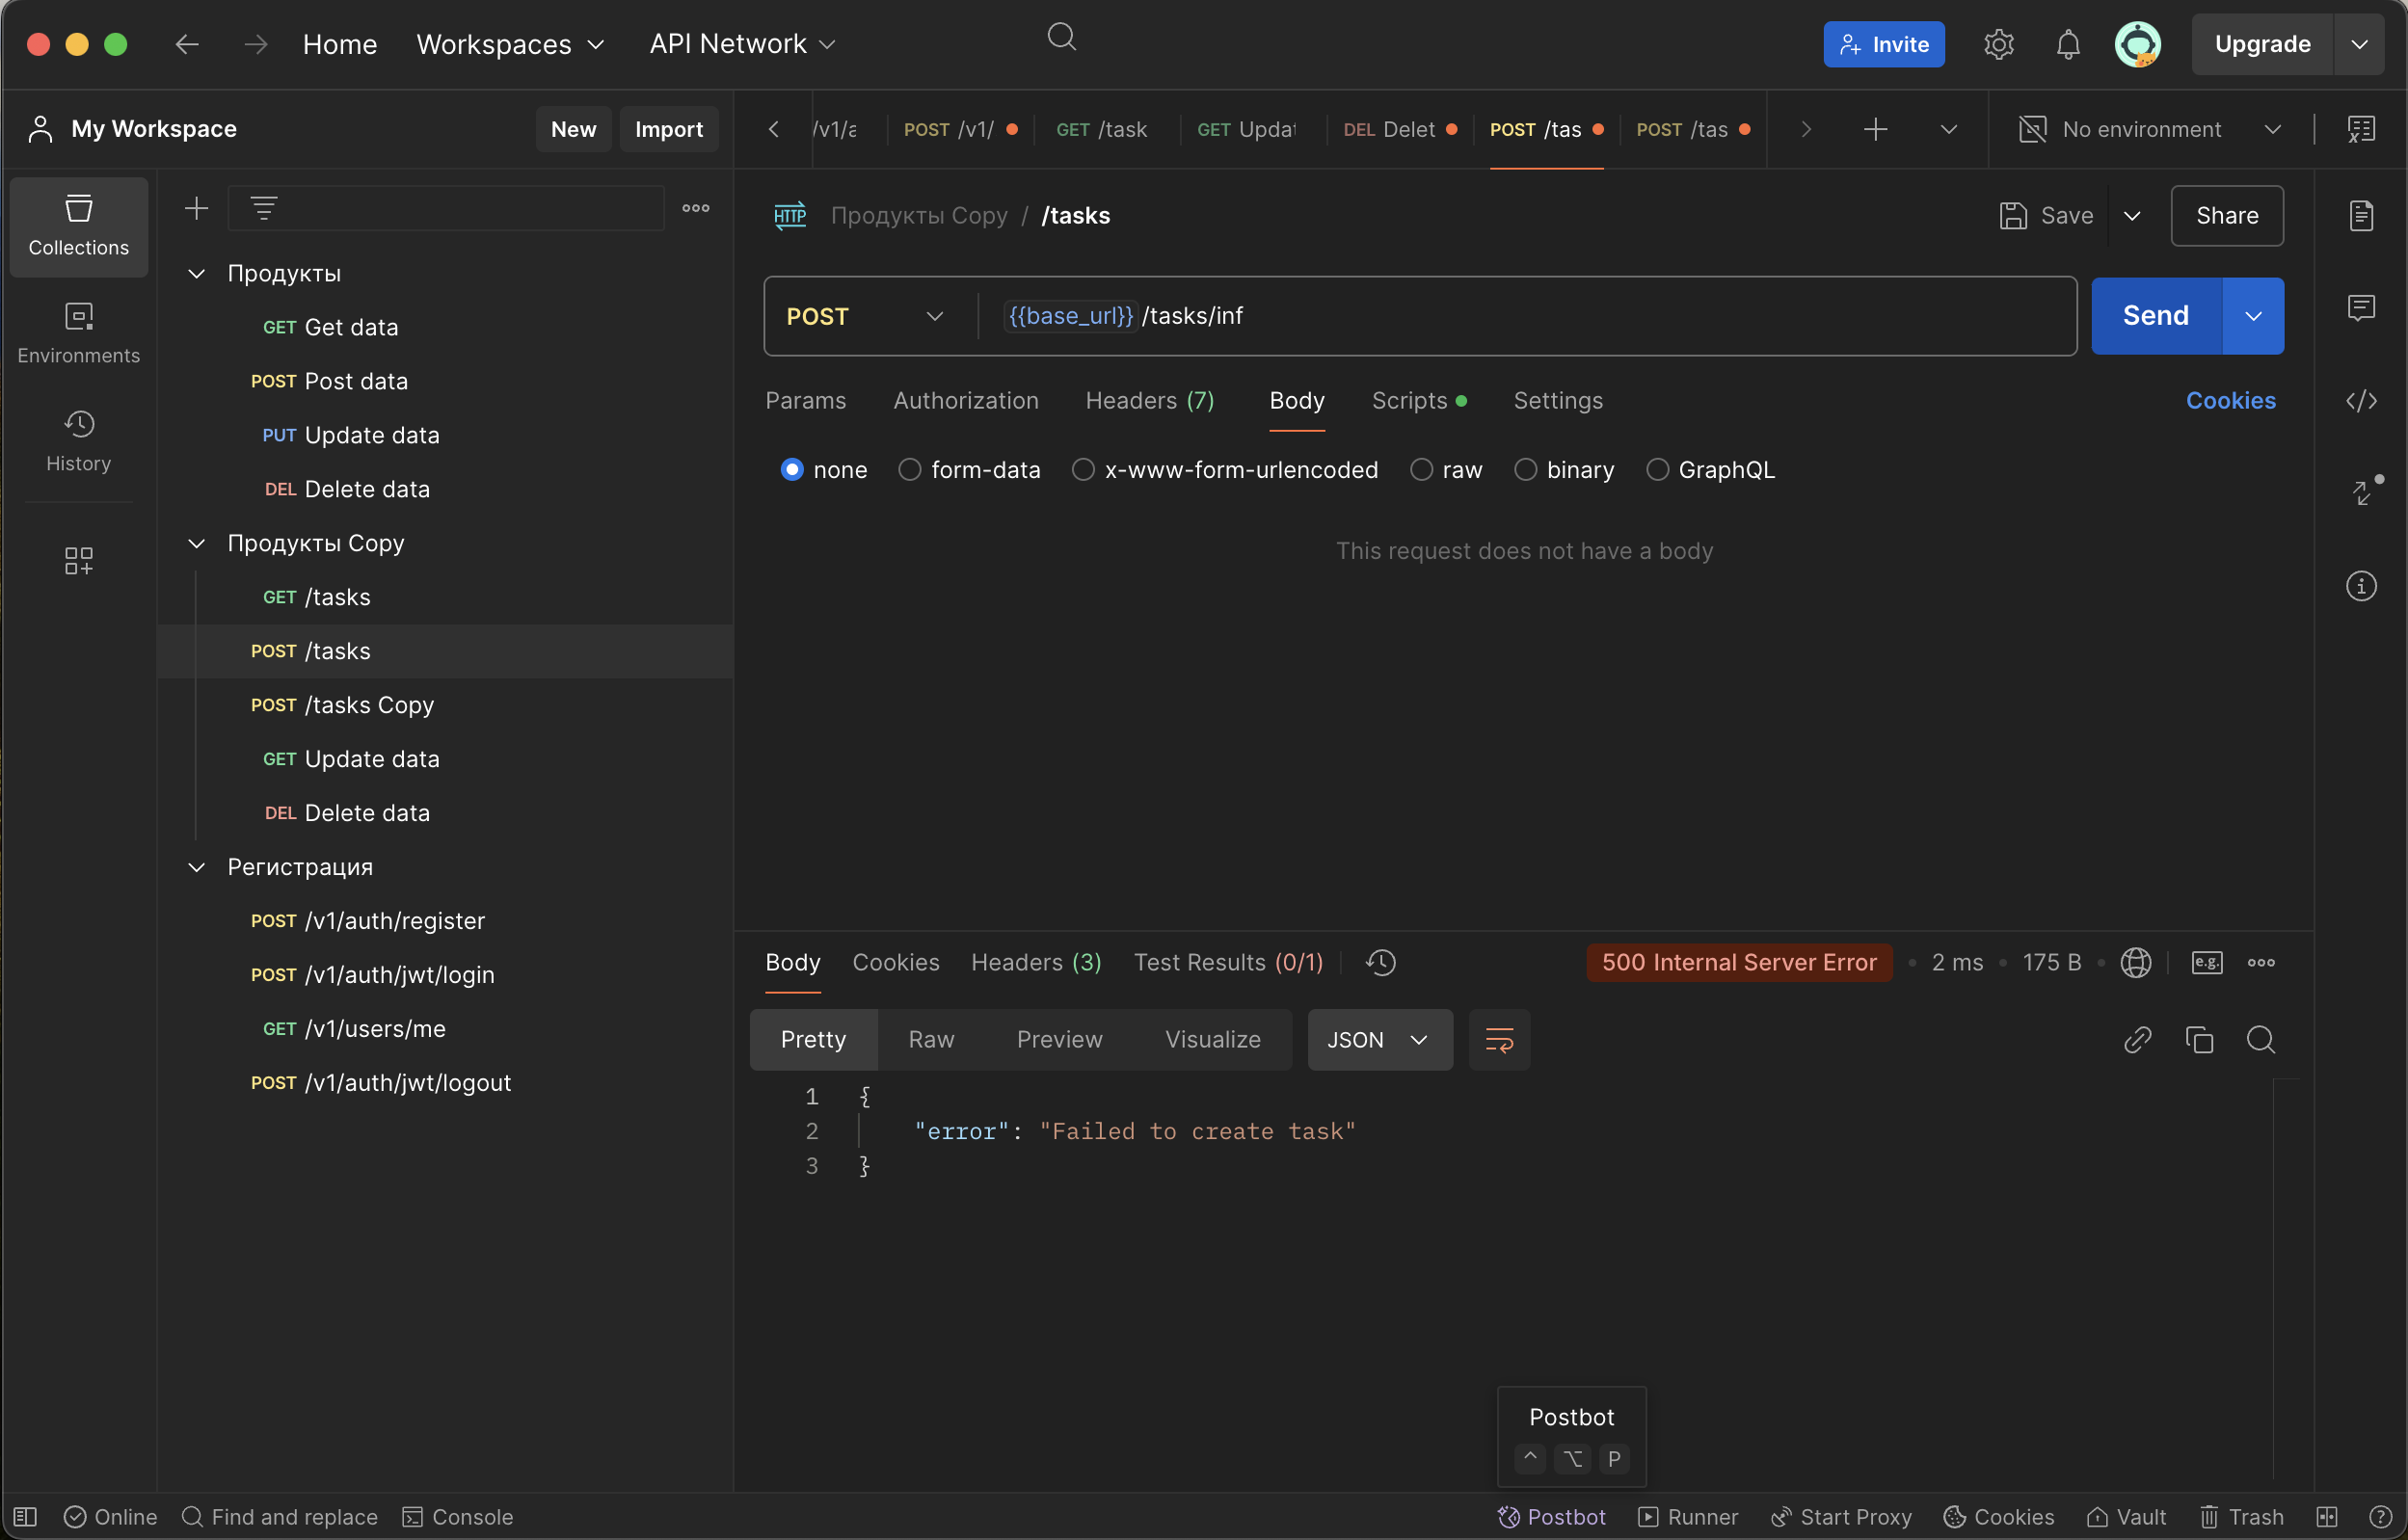 Home Workspaces API Network Invite Upgrade
My Workspace New Import
/v1/a POST /v1/ GET /task GET Updat DEL Delet POST /tas POST /tas No environment
Collections
Environments
History
Продукты
GET Get data
POST Post data
PUT Update data
DEL Delete data
Продукты Copy
GET /tasks
POST /tasks
POST /tasks Copy
GET Update data
DEL Delete data
Регистрация
POST /v1/auth/register
POST /v1/auth/jwt/login
GET /v1/users/me
POST /v1/auth/jwt/logout
HTTP Продукты Copy / /tasks Save Share
POST {{base_url}}/tasks/inf Send
Params Authorization Headers (7) Body Scripts Settings Cookies
none form-data x-www-form-urlencoded raw binary GraphQL
This request does not have a body
Body Cookies Headers (3) Test Results (0/1) 500 Internal Server Error 2 ms 175 B e.g.
Pretty Raw Preview Visualize JSON
1 {
2 "error": "Failed to create task"
3 }
Postbot
^ ⌥ P
Online Find and replace Console Postbot Runner Start Proxy Cookies Vault Trash